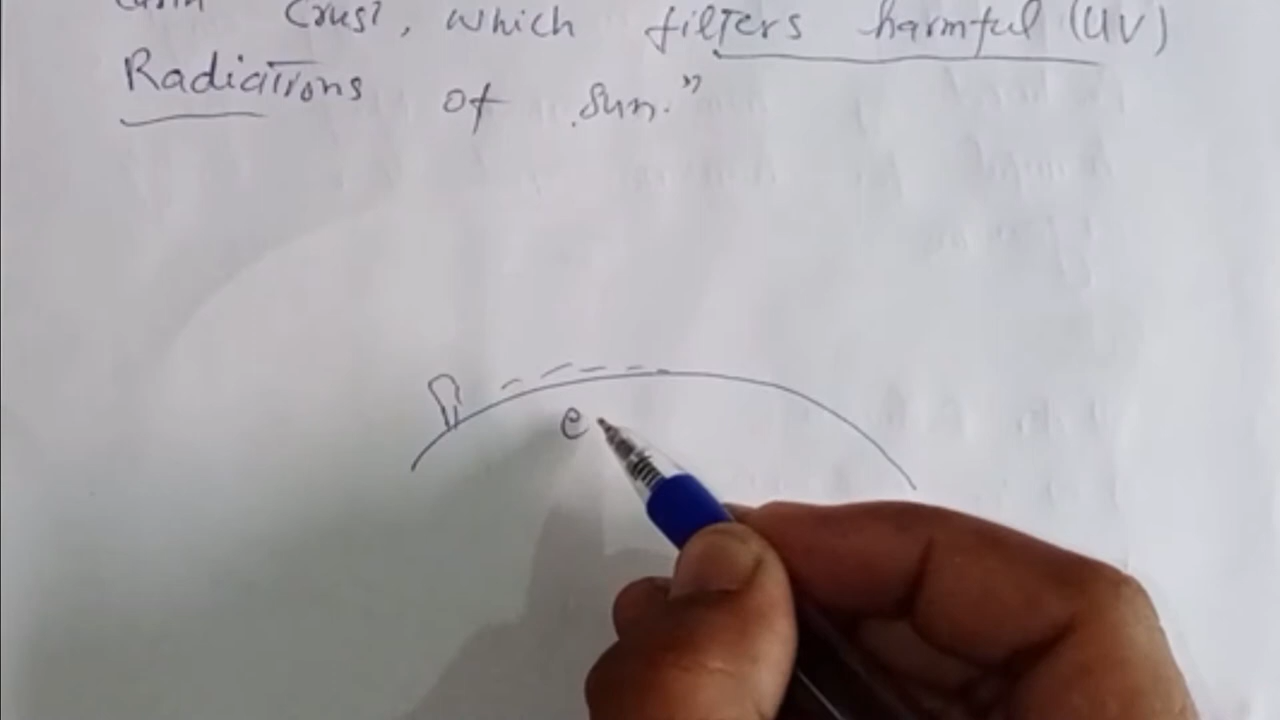 Crust, which filters harmful (UV)
Radiations of sun."
e